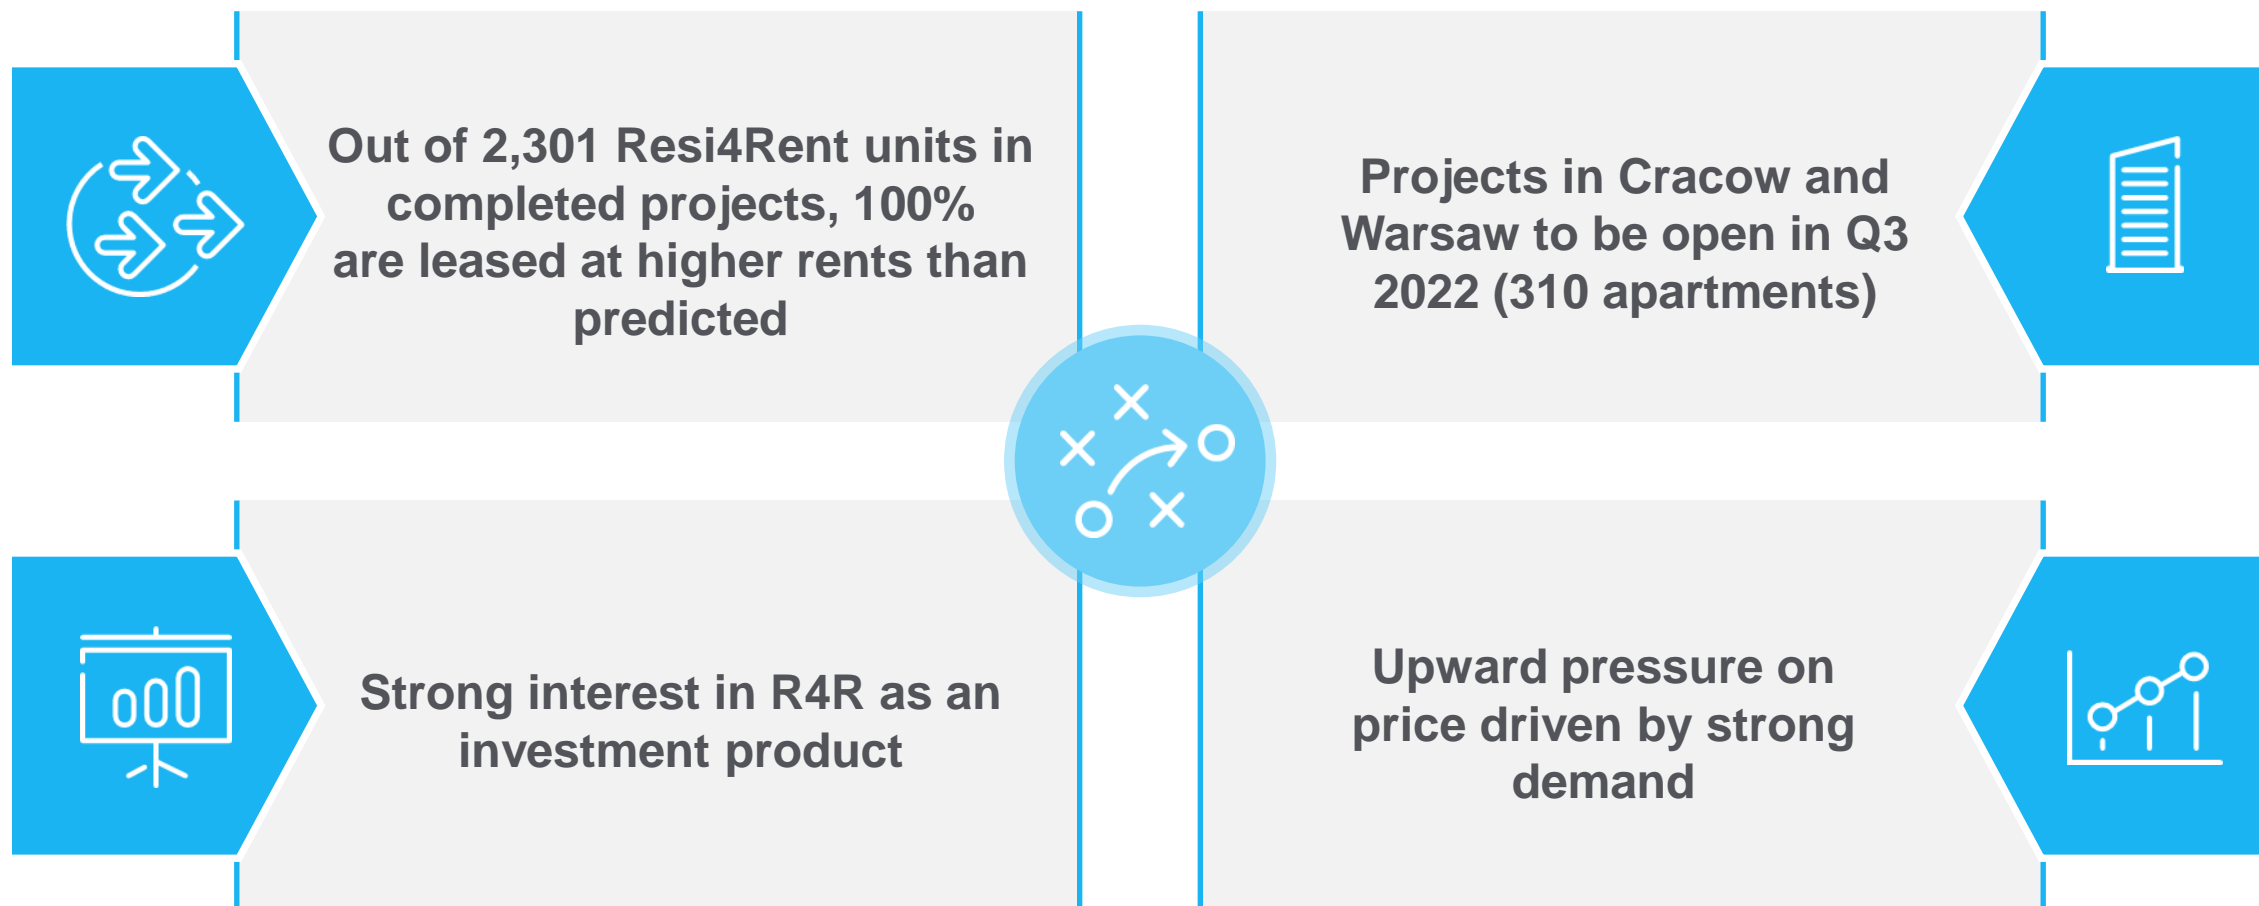 Out of 2,301 Resi4Rent units in
completed projects, 100%
are leased at higher rents than
predicted
Projects in Cracow and
Warsaw to be open in Q3
2022 (310 apartments)
Strong interest in R4R as an
investment product
Upward pressure on
price driven by strong
demand